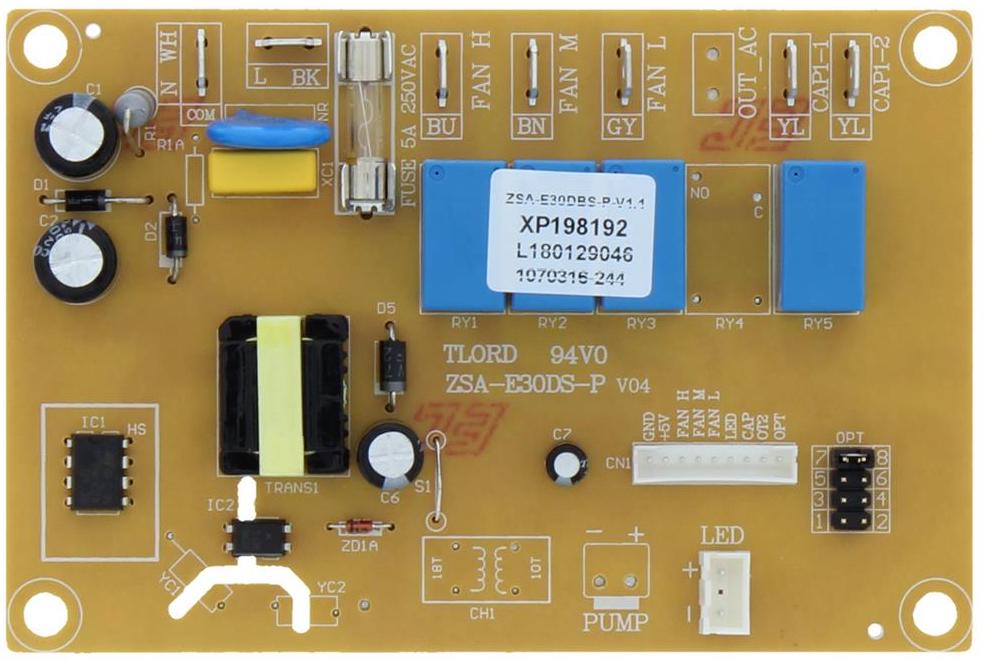 N WH
COM
L BK
NR
FUSE 5A 250VAC
BU
FAN H
BN
FAN M
GY
FAN L
OUT_AC
YL
CAP1-1
YL
CAP1-2
C1
R1
R1A
XC1
D1
C2
D2
ZSA-E30DBS-P-V1.1
XP198192
L180129046
1070316-244
NO
C
RY1
RY2
RY3
RY4
RY5
D5
TLORD 94V0
ZSA-E30DS-P V04
IC1
HS
TRANS1
C6
S1
C7
CN1
GND
+5V
FAN H
FAN M
FAN L
LED
CAP
OT2
OPT
OPT
7 8
5 6
3 4
1 2
IC2
ZD1A
YC1
YC2
18T
10T
CH1
- +
PUMP
LED
+
-